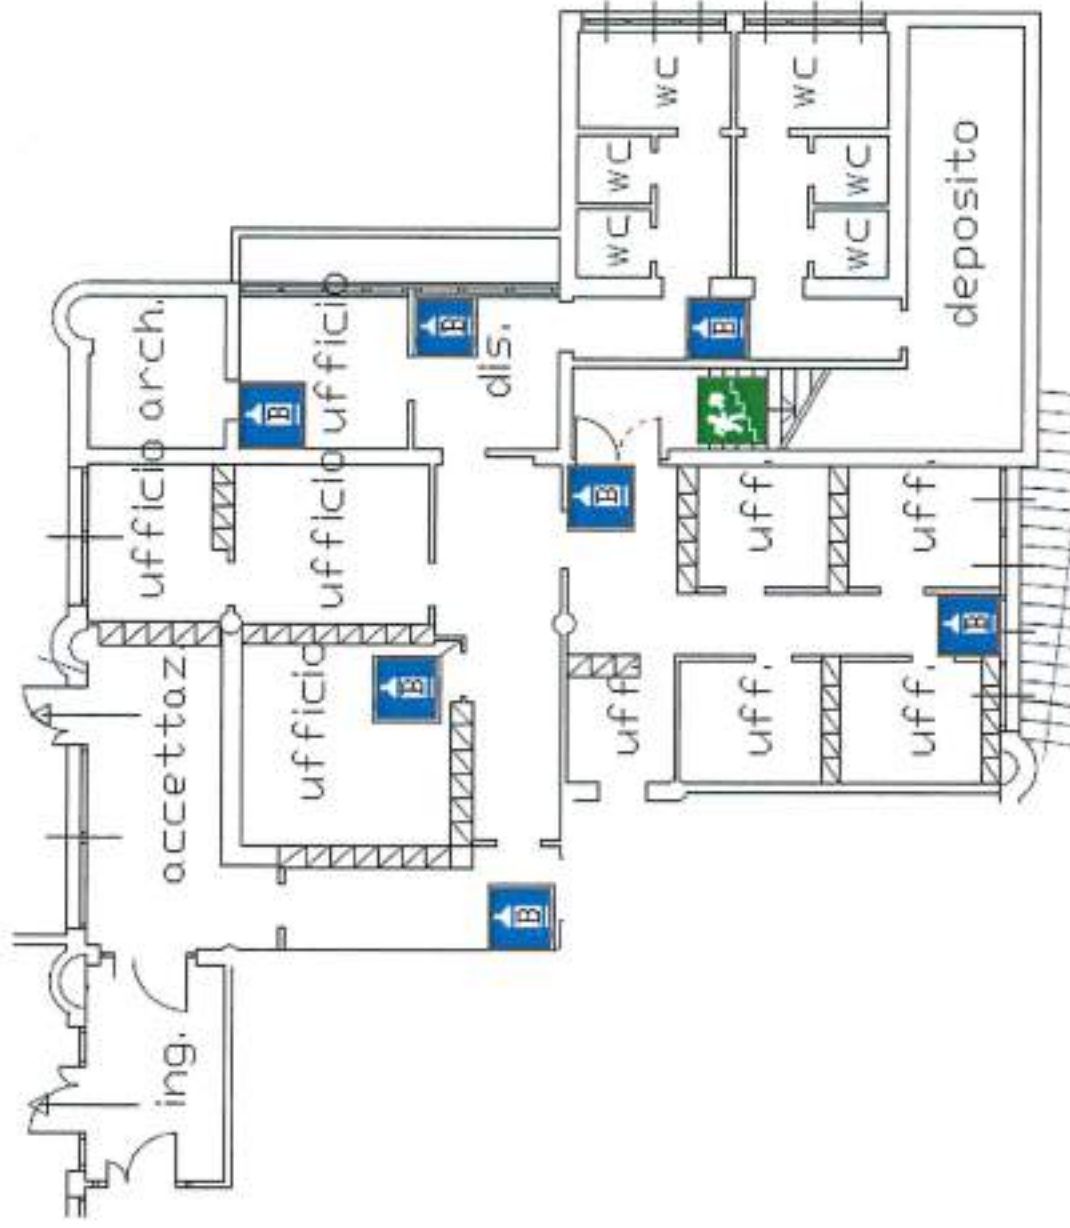 ing.
accettaz.
ufficio arch.
B
ufficio
ufficio ufficio
B
B
dis.
B
B
uff.
wc
wc
wc
B
uff.
uff.
wc
wc
wc
uff.
uff.
deposito
B